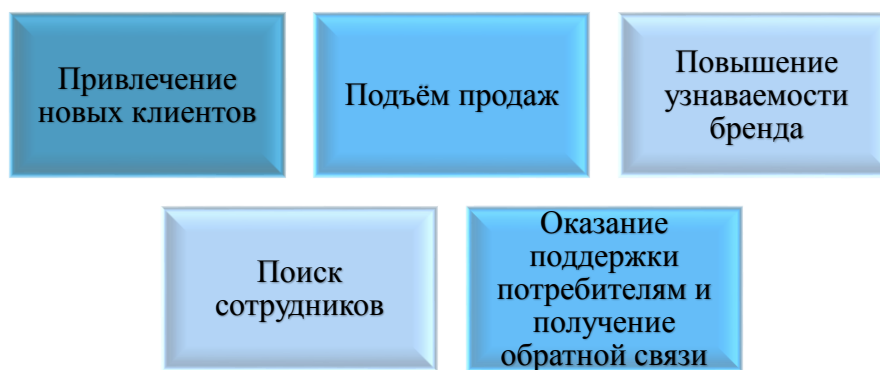 Привлечение
новых клиентов
Подъём продаж
Повышение
узнаваемости
бренда
Поиск
сотрудников
Оказание
поддержки
потребителям и
получение
обратной связи